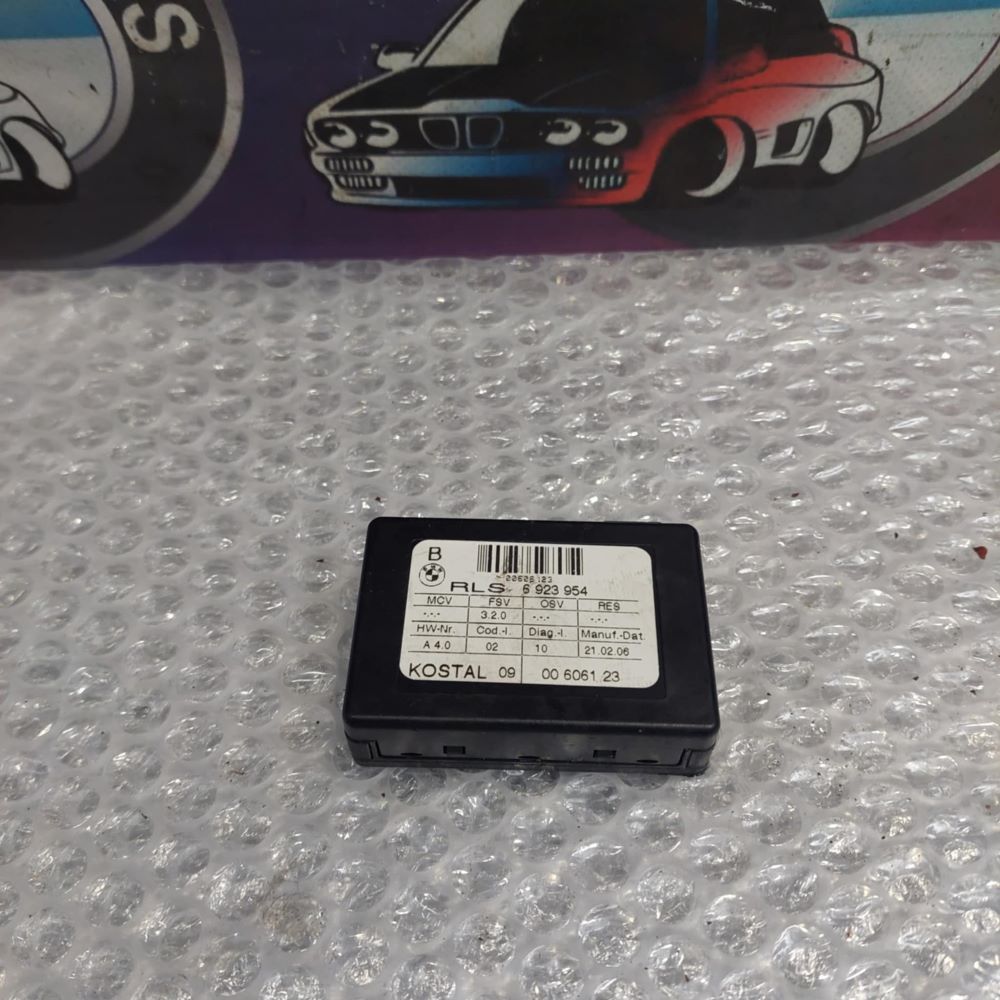 S
B
00606123
RLS 6 923 954
MCV FSV OSV RES
-.-.- 3.2.0 -.-.- -.-.-
HW-Nr. Cod.-I. Diag.-I. Manuf.-Dat.
A 4.0 02 10 21.02.06
KOSTAL 09 00 6061 23